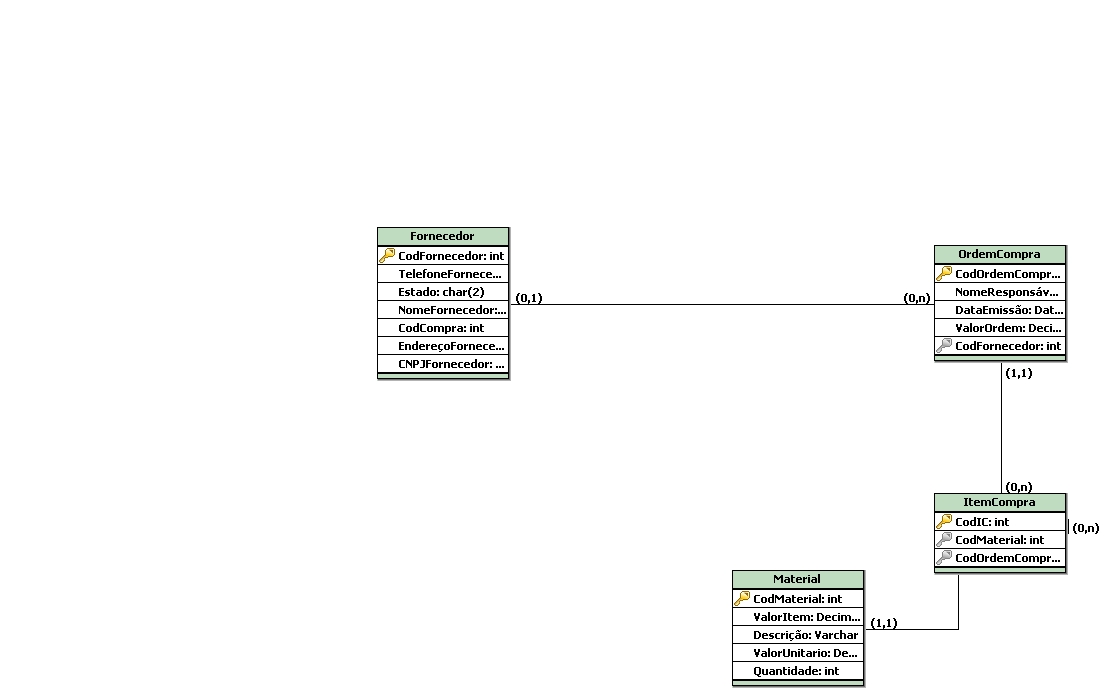 Fornecedor
CodFornecedor: int
TelefoneFornece...
Estado: char(2)
NomeFornecedor:...
CodCompra: int
EndereçoFornece...
CNPJFornecedor: ...
(0,1)
(0,n)
OrdemCompra
CodOrdemCompr...
NomeResponsáv...
DataEmissão: Dat...
ValorOrdem: Deci...
CodFornecedor: int
(1,1)
(0,n)
ItemCompra
CodIC: int
CodMaterial: int
CodOrdemCompr...
(0,n)
Material
CodMaterial: int
ValorItem: Decim...
Descrição: Varchar
ValorUnitario: De...
Quantidade: int
(1,1)